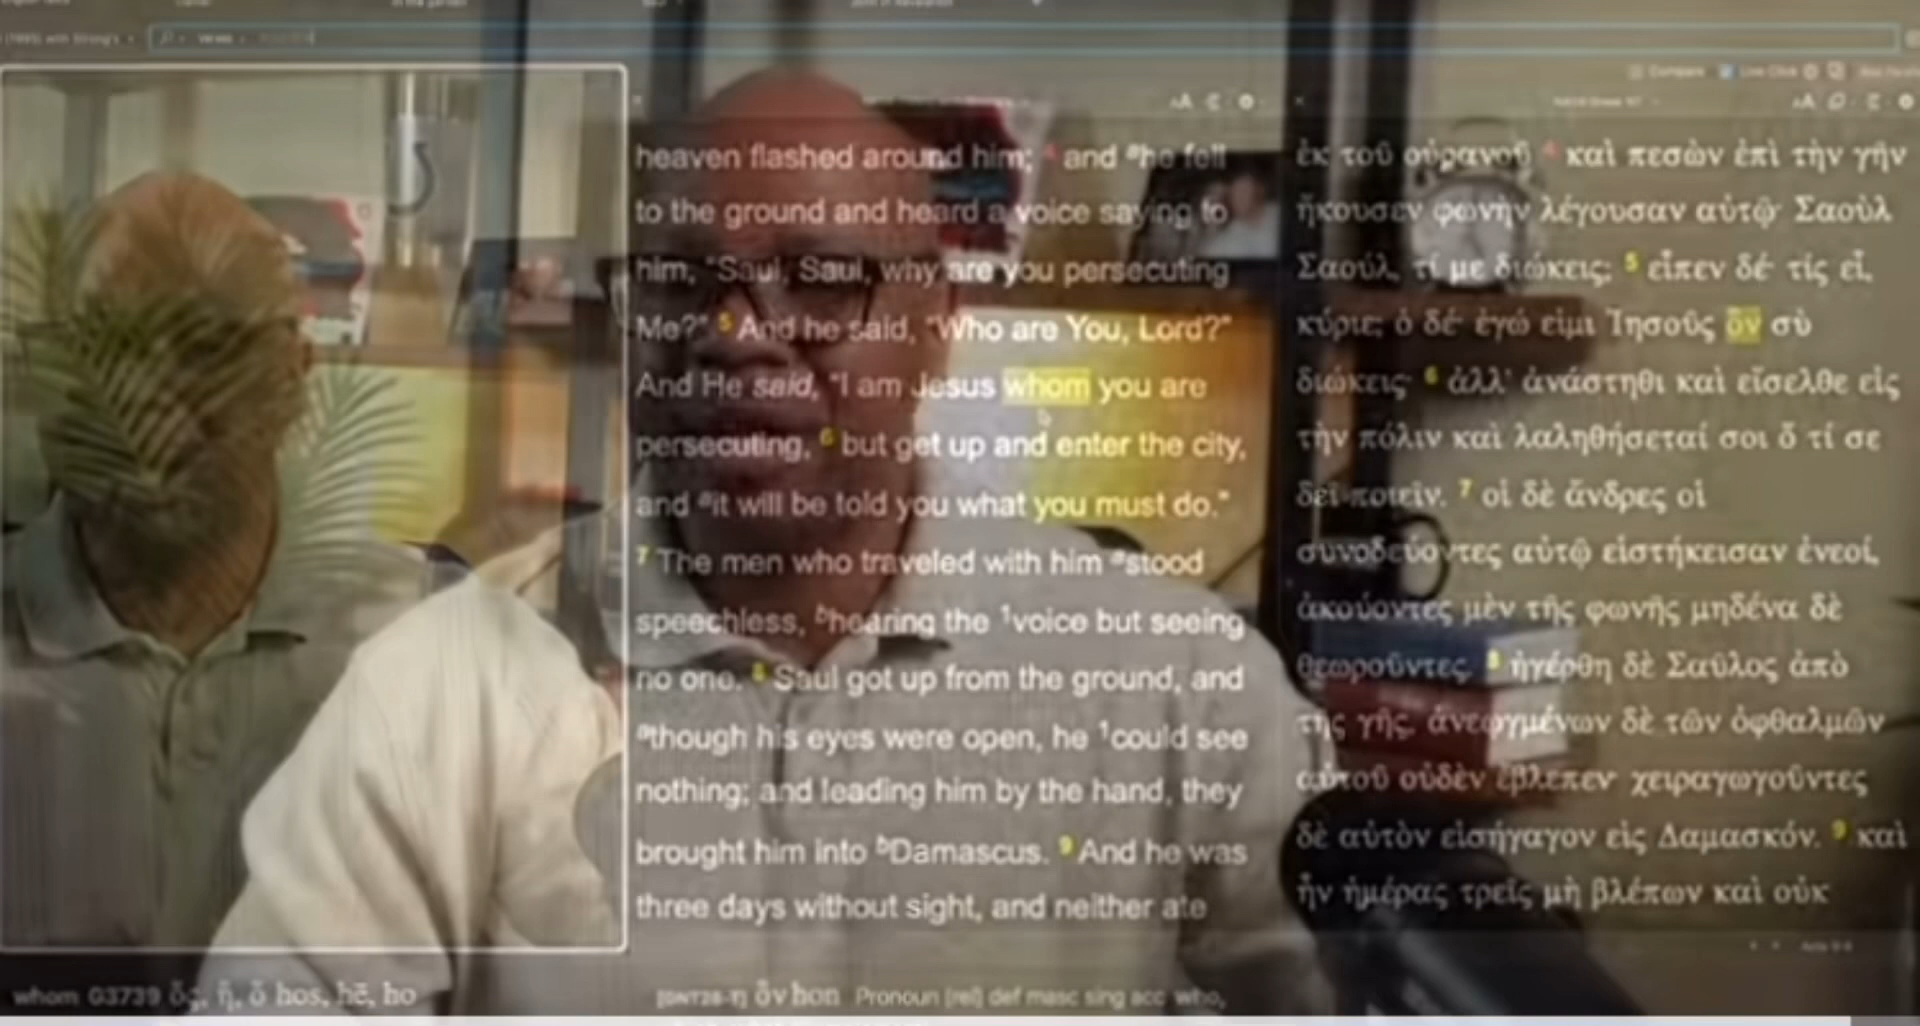 heaven flashed around him; 4 and ªhe fell
to the ground and heard a voice saying to
him, "Saul, Saul, why are you persecuting
Me?" 5 And he said, "Who are You, Lord?"
And He said, "I am Jesus whom you are
persecuting, 6 but get up and enter the city,
and ªit will be told you what you must do."
7 The men who traveled with him ªstood
speechless, ᵇhearing the ¹voice but seeing
no one. 8 Saul got up from the ground, and
ªthough his eyes were open, he ¹could see
nothing; and leading him by the hand, they
brought him into ᵇDamascus. 9 And he was
three days without sight, and neither ate
ἐκ τοῦ οὐρανοῦ 4 καὶ πεσὼν ἐπὶ τὴν γῆν
ἤκουσεν φωνὴν λέγουσαν αὐτῷ· Σαοὺλ
Σαούλ, τί με διώκεις; 5 εἶπεν δέ· τίς εἶ,
κύριε; ὁ δέ· ἐγώ εἰμι Ἰησοῦς ὃν σὺ
διώκεις· 6 ἀλλ' ἀνάστηθι καὶ εἴσελθε εἰς
τὴν πόλιν καὶ λαληθήσεταί σοι ὅ τί σε
δεῖ ποιεῖν. 7 οἱ δὲ ἄνδρες οἱ
συνοδεύοντες αὐτῷ εἱστήκεισαν ἐνεοί,
ἀκούοντες μὲν τῆς φωνῆς μηδένα δὲ
θεωροῦντες. 8 ἠγέρθη δὲ Σαῦλος ἀπὸ
τῆς γῆς, ἀνεῳγμένων δὲ τῶν ὀφθαλμῶν
αὐτοῦ οὐδὲν ἔβλεπεν· χειραγωγοῦντες
δὲ αὐτὸν εἰσήγαγον εἰς Δαμασκόν. 9 καὶ
ἦν ἡμέρας τρεῖς μὴ βλέπων καὶ οὐκ
whom G3739 ὅς, ἥ, ὅ hos, hē, ho
[GNT28-T] ὃν hon Pronoun (rel) def masc sing acc who,